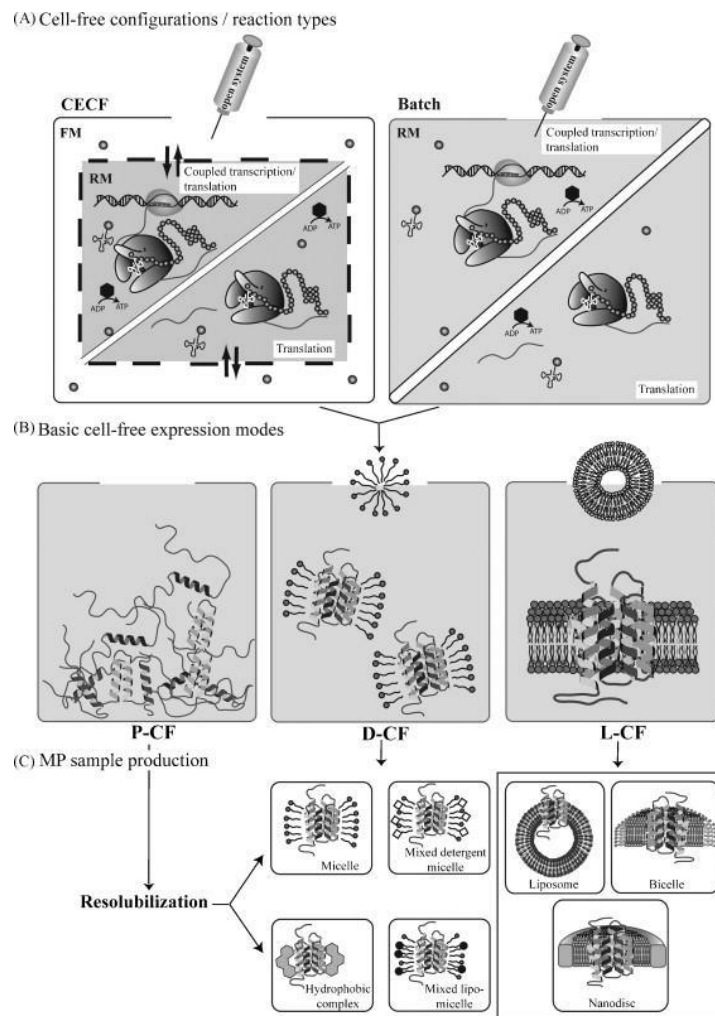 (A) Cell-free configurations / reaction types
open system
open system
CECF
Batch
FM
RM
Coupled transcription/
translation
ADP
ATP
ADP
ATP
Translation
RM
Coupled transcription/
translation
ADP
ATP
ADP
ATP
Translation
(B) Basic cell-free expression modes
P-CF
D-CF
L-CF
(C) MP sample production
Resolubilization
Micelle
Mixed detergent
micelle
Hydrophobic
complex
Mixed lipo-
micelle
Liposome
Bicelle
Nanodisc